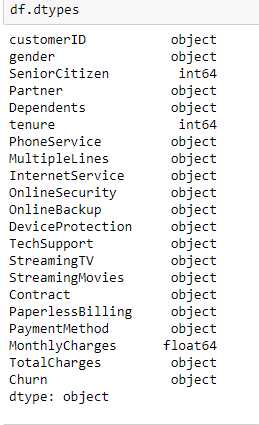 df.dtypes
customerID object
gender object
SeniorCitizen int64
Partner object
Dependents object
tenure int64
PhoneService object
MultipleLines object
InternetService object
OnlineSecurity object
OnlineBackup object
DeviceProtection object
TechSupport object
StreamingTV object
StreamingMovies object
Contract object
PaperlessBilling object
PaymentMethod object
MonthlyCharges float64
TotalCharges object
Churn object
dtype: object